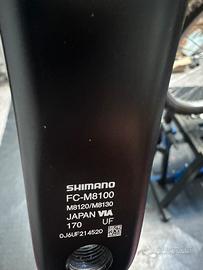 SHIMANO
FC-M8100
M8120/M8130
JAPAN VIA
170 UF
0J6UF214520